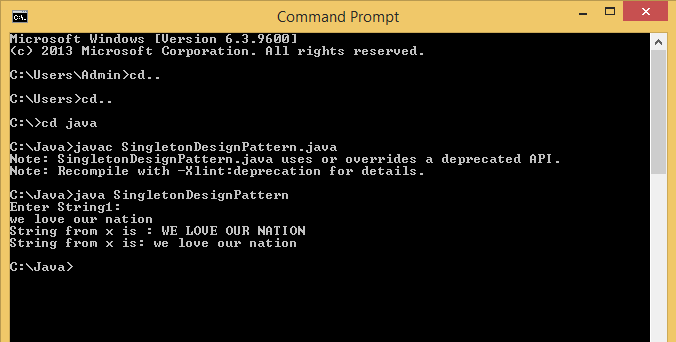 Command Prompt
Microsoft Windows [Version 6.3.9600]
(c) 2013 Microsoft Corporation. All rights reserved.
C:\Users\Admin>cd..
C:\Users>cd..
C:\>cd java
C:\Java>javac SingletonDesignPattern.java
Note: SingletonDesignPattern.java uses or overrides a deprecated API.
Note: Recompile with -Xlint:deprecation for details.
C:\Java>java SingletonDesignPattern
Enter String1:
we love our nation
String from x is : WE LOVE OUR NATION
String from x is: we love our nation
C:\Java>